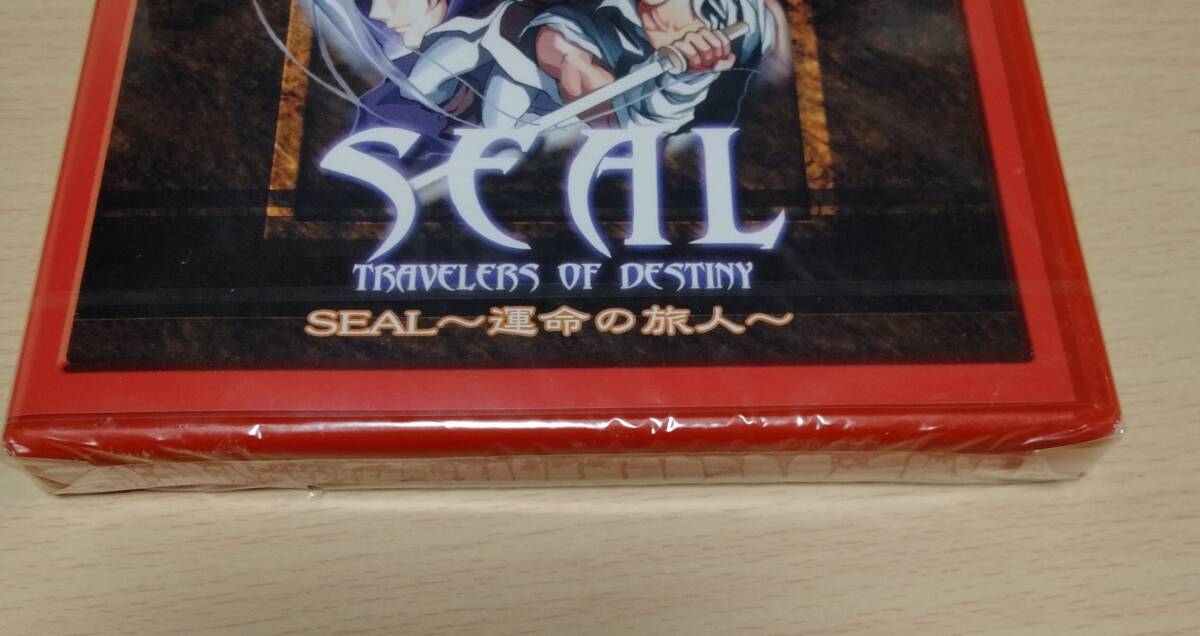 SEAL
TRAVELERS OF DESTINY
SEAL～運命の旅人～